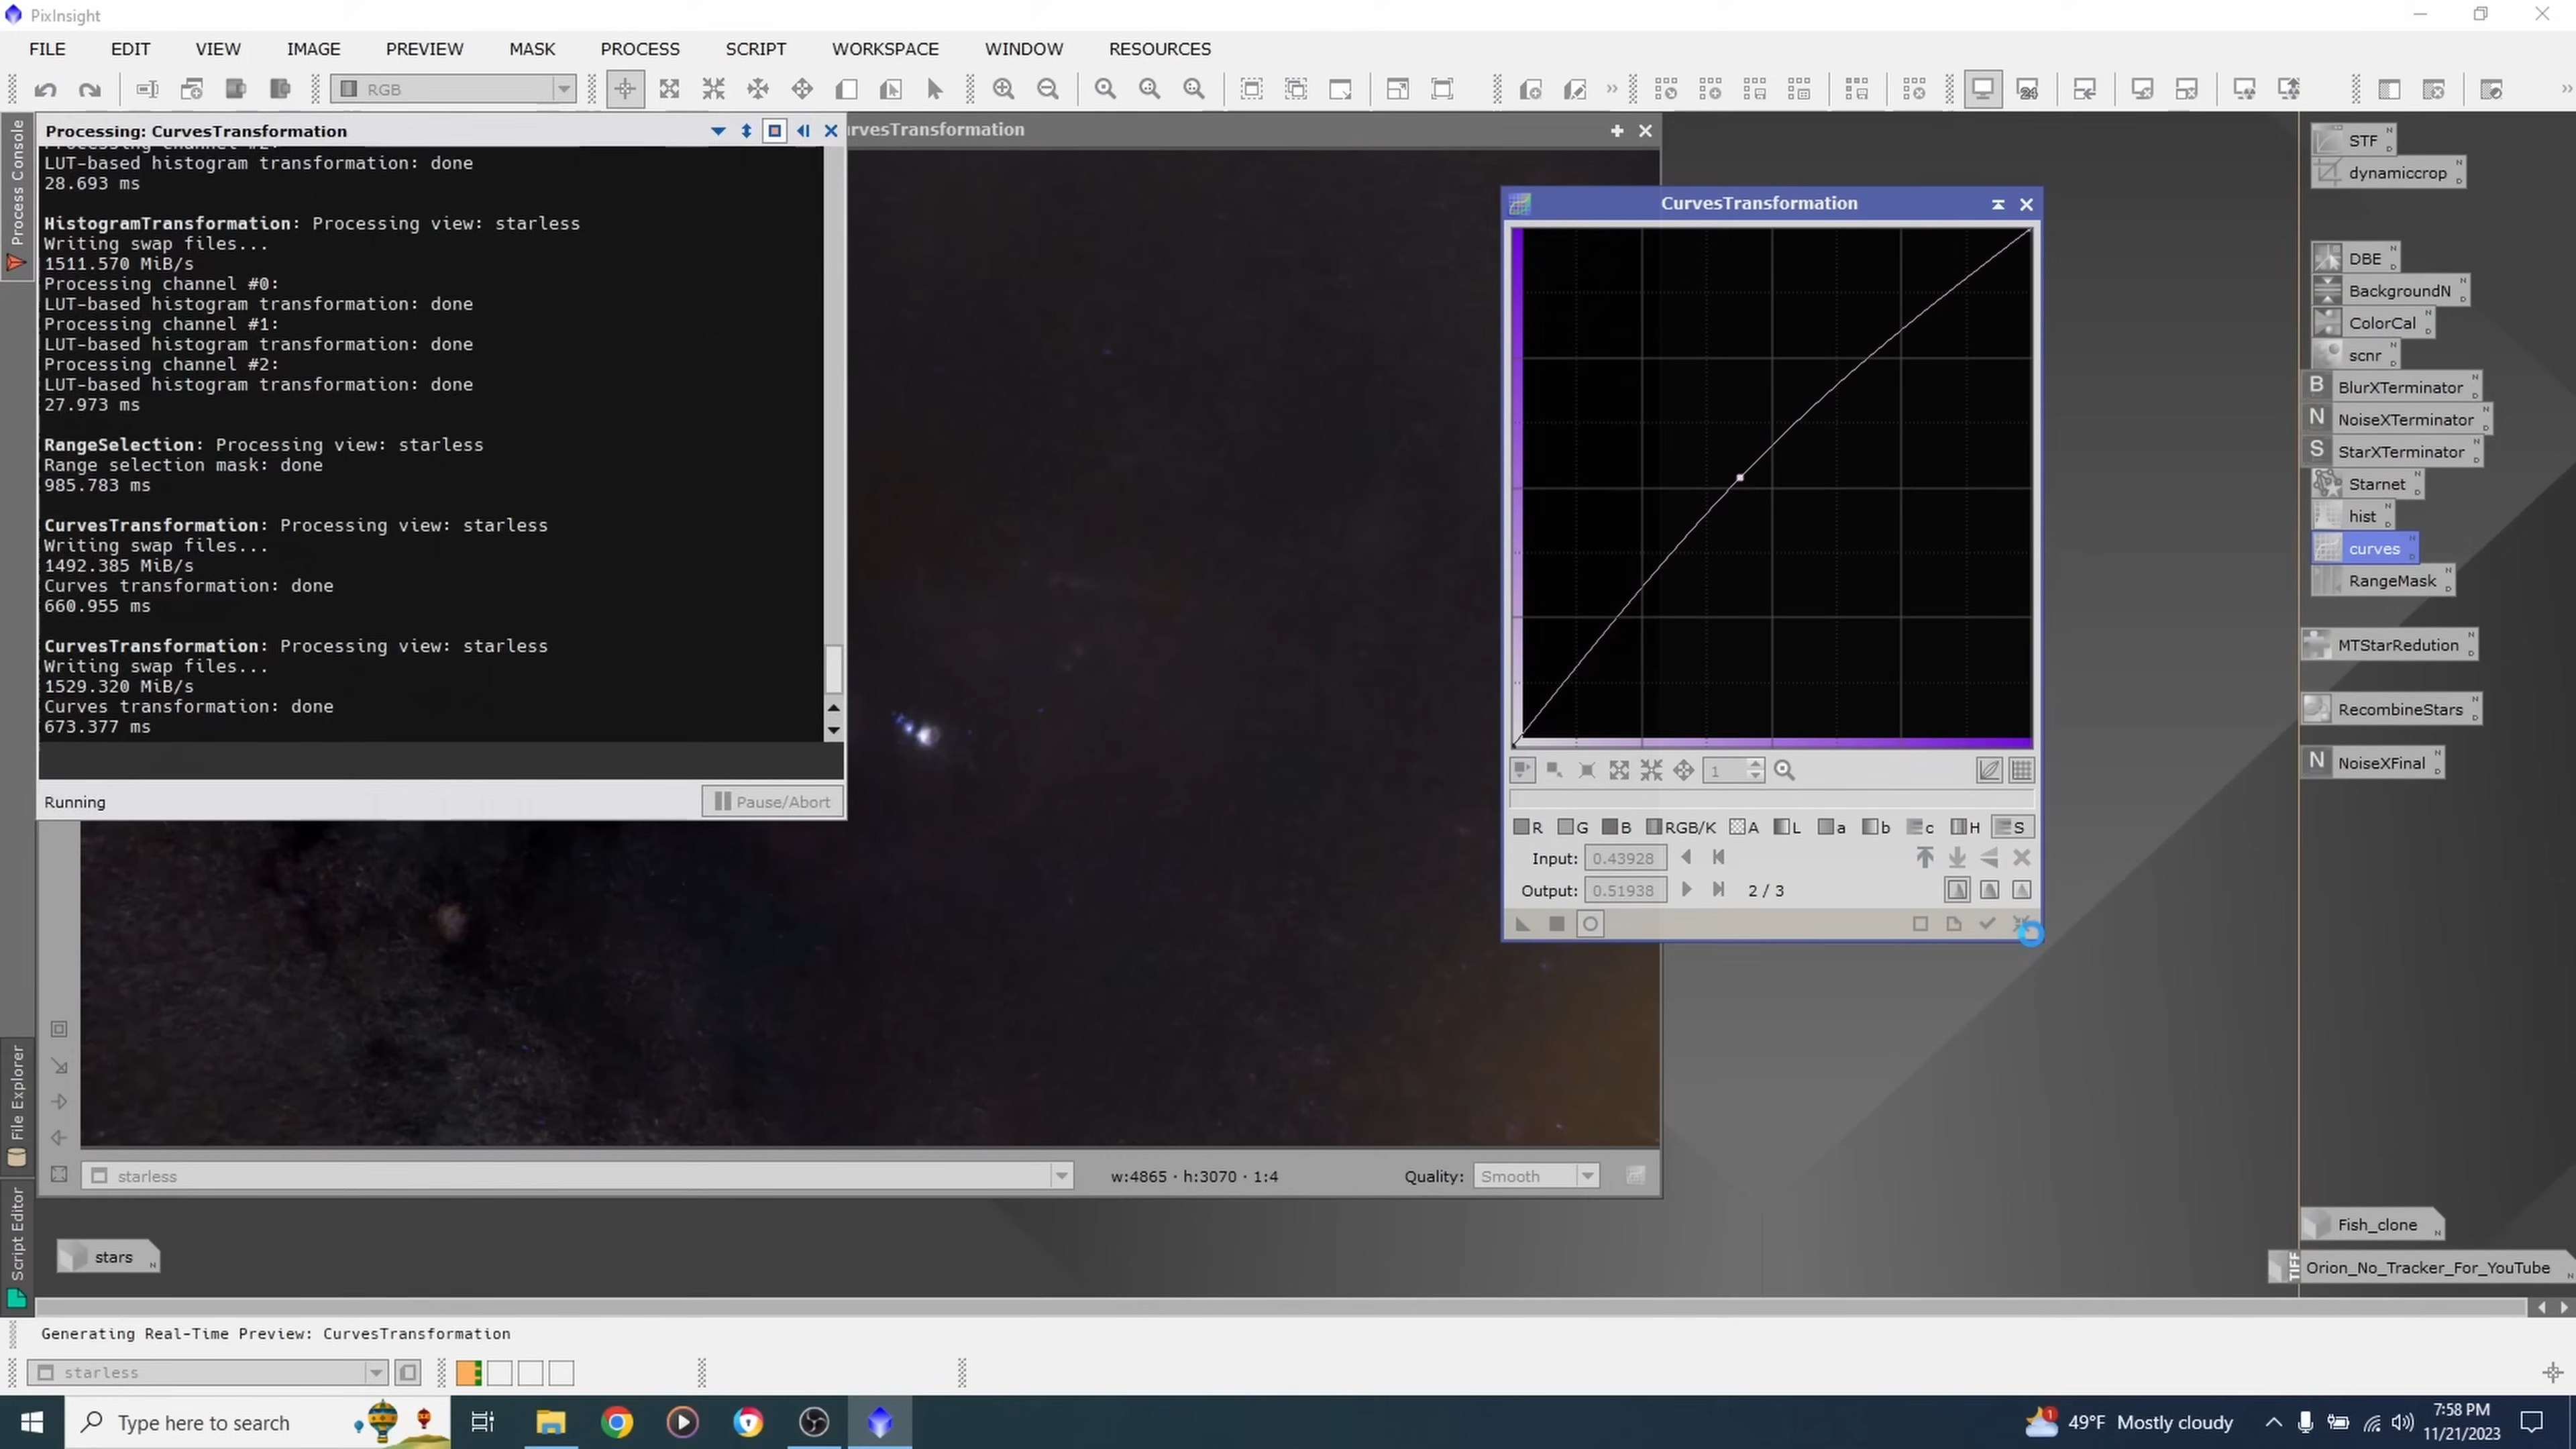 PixInsight
FILE EDIT VIEW IMAGE PREVIEW MASK PROCESS SCRIPT WORKSPACE WINDOW RESOURCES
RGB
24
Process Console
Processing: CurvesTransformation
LUT-based histogram transformation: done
28.693 ms
HistogramTransformation: Processing view: starless
Writing swap files...
1511.570 MiB/s
Processing channel #0:
LUT-based histogram transformation: done
Processing channel #1:
LUT-based histogram transformation: done
Processing channel #2:
LUT-based histogram transformation: done
27.973 ms
RangeSelection: Processing view: starless
Range selection mask: done
985.783 ms
CurvesTransformation: Processing view: starless
Writing swap files...
1492.385 MiB/s
Curves transformation: done
660.955 ms
CurvesTransformation: Processing view: starless
Writing swap files...
1529.320 MiB/s
Curves transformation: done
673.377 ms
Running
Pause/Abort
rvesTransformation
CurvesTransformation
1
R G B RGB/K A L a b c H S
Input: 0.43928
Output: 0.51938 2 / 3
STF
dynamiccrop
DBE
BackgroundN
ColorCal
scnr
B BlurXTerminator
N NoiseXTerminator
S StarXTerminator
Starnet
hist
curves
RangeMask
MTStarRedution
RecombineStars
N NoiseXFinal
Fish_clone
TIFF Orion_No_Tracker_For_YouTube
File Explorer
Script Editor
starless
w:4865 · h:3070 · 1:4
Quality: Smooth
stars
Generating Real-Time Preview: CurvesTransformation
starless
Type here to search
1
49°F Mostly cloudy
7:58 PM
11/21/2023